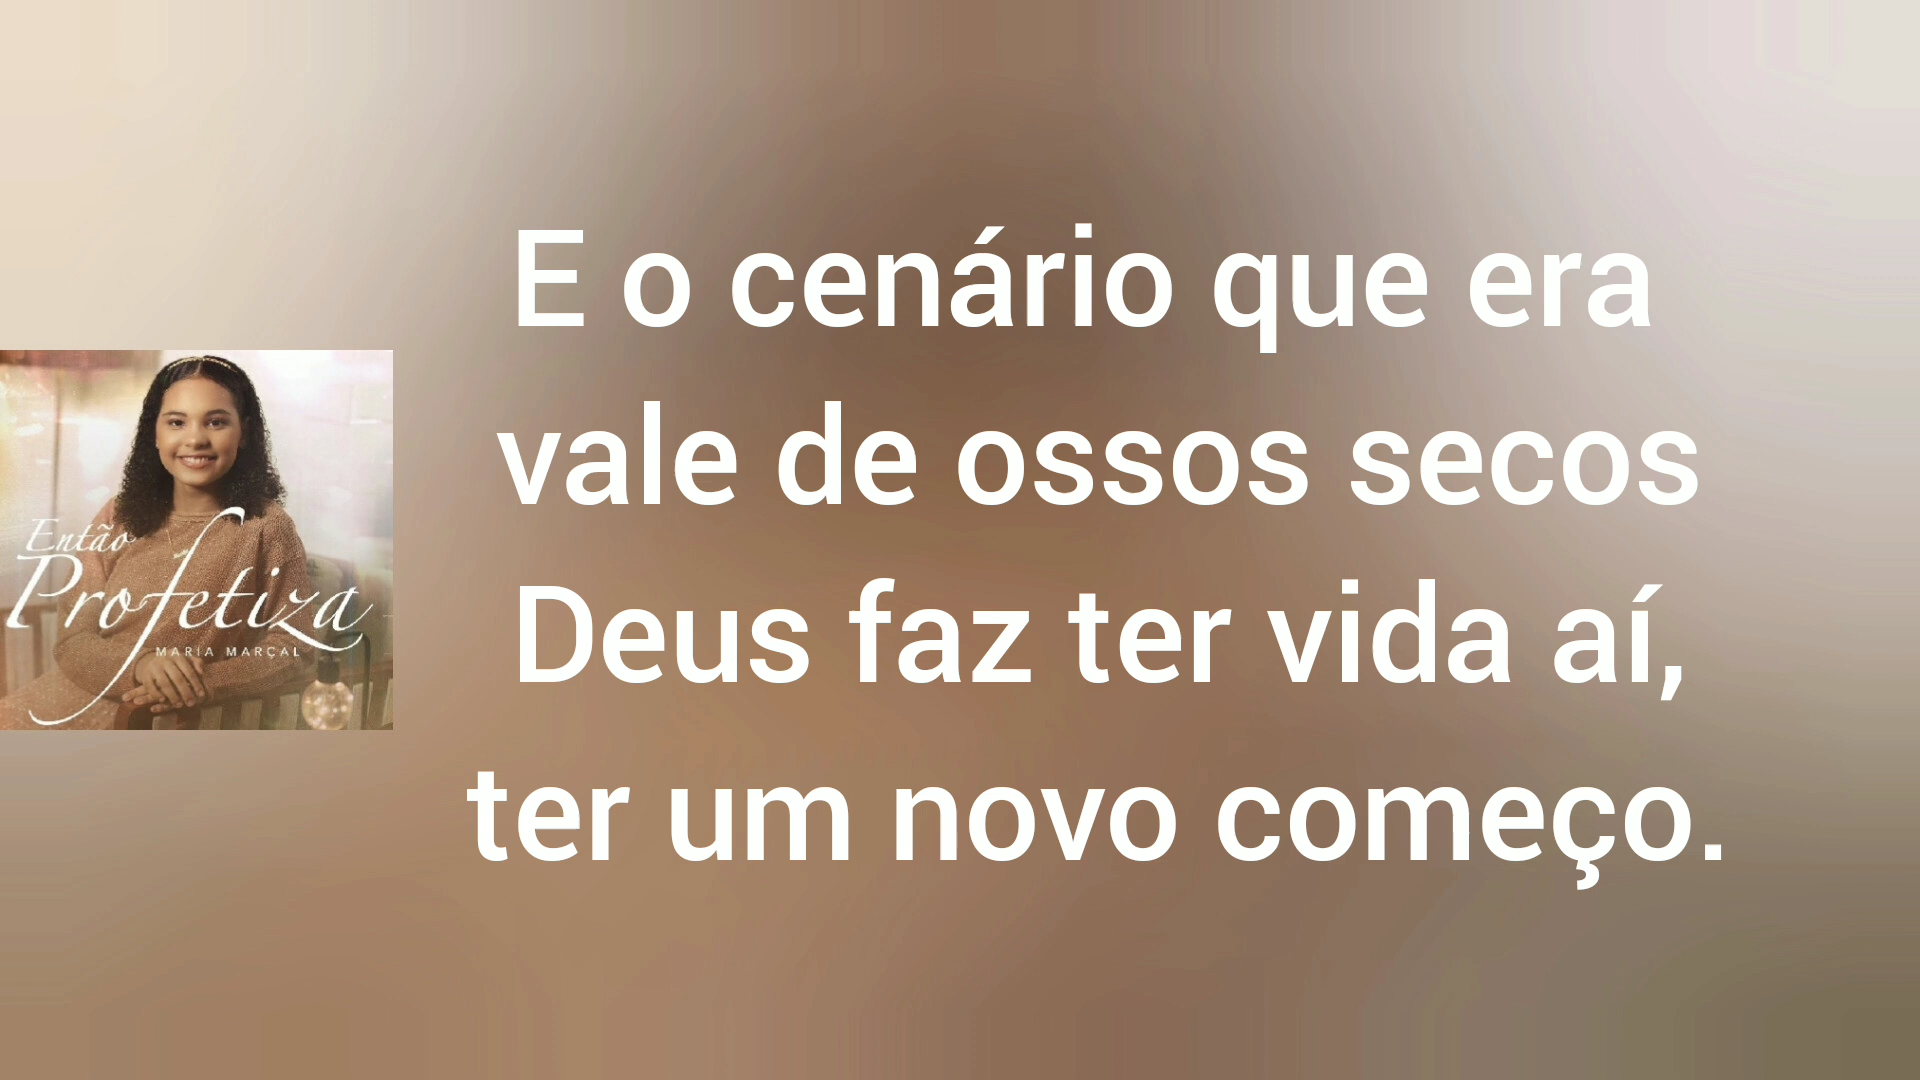 E o cenário que era
vale de ossos secos
Deus faz ter vida aí,
ter um novo começo.
Então
Profetiza
MARIA MARÇAL